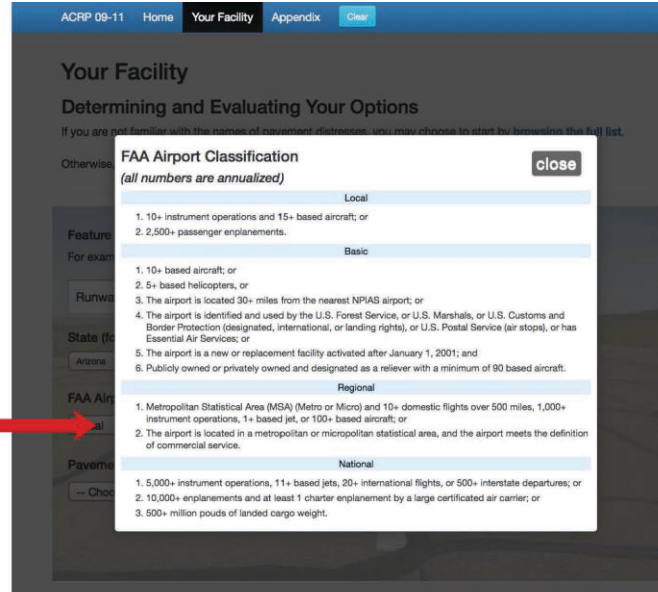 ACRP 09-11 Home Your Facility Appendix Clear
Your Facility
Determining and Evaluating Your Options
If you are not familiar with the names of pavement distresses, you may choose to start by browsing the full list.
Otherwise,
FAA Airport Classification
close
(all numbers are annualized)
Local
1. 10+ instrument operations and 15+ based aircraft; or
2. 2,500+ passenger enplanements.
Basic
1. 10+ based aircraft; or
2. 5+ based helicopters, or
3. The airport is located 30+ miles from the nearest NPIAS airport; or
4. The airport is identified and used by the U.S. Forest Service, or U.S. Marshals, or U.S. Customs and
Border Protection (designated, international, or landing rights), or U.S. Postal Service (air stops), or has
Essential Air Services; or
5. The airport is a new or replacement facility activated after January 1, 2001; and
6. Publicly owned or privately owned and designated as a reliever with a minimum of 90 based aircraft.
Regional
1. Metropolitan Statistical Area (MSA) (Metro or Micro) and 10+ domestic flights over 500 miles, 1,000+
instrument operations, 1+ based jet, or 100+ based aircraft; or
2. The airport is located in a metropolitan or micropolitan statistical area, and the airport meets the definition
of commercial service.
National
1. 5,000+ instrument operations, 11+ based jets, 20+ international flights, or 500+ interstate departures; or
2. 10,000+ enplanements and at least 1 charter enplanement by a large certificated air carrier; or
3. 500+ million pouds of landed cargo weight.
Feature
For exam
Runwa
State (fo
Arizona
FAA Airp
al
Paveme
-- Choo